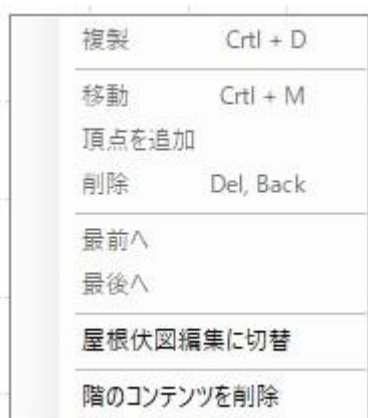 複製 Crtl + D
移動 Crtl + M
頂点を追加
削除 Del, Back
最前へ
最後へ
屋根伏図編集に切替
階のコンテンツを削除